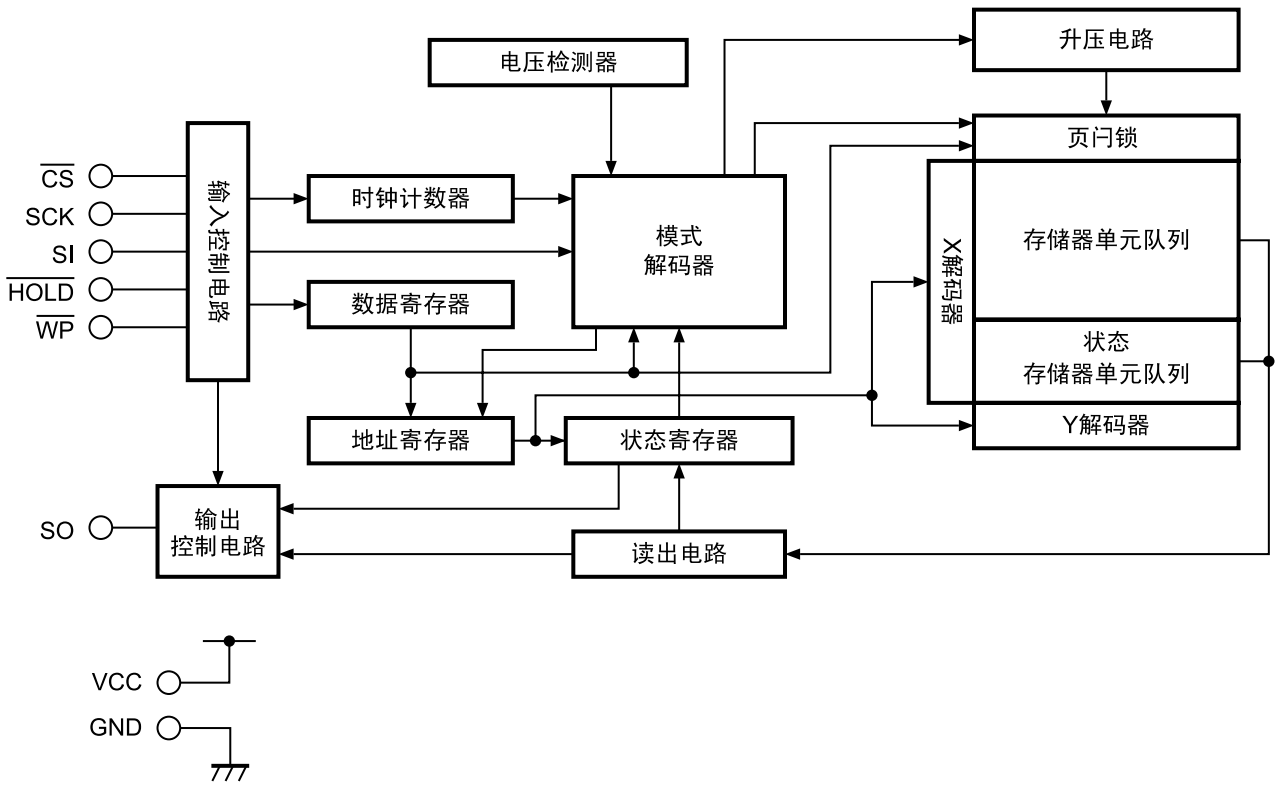 电压检测器
升压电路
页闩锁
C̅S̅
SCK
SI
H̅O̅L̅D̅
W̅P̅
输入控制电路
时钟计数器
数据寄存器
模式
解码器
X解码器
存储器单元队列
状态
存储器单元队列
Y解码器
地址寄存器
状态寄存器
SO
输出
控制电路
读出电路
VCC
GND